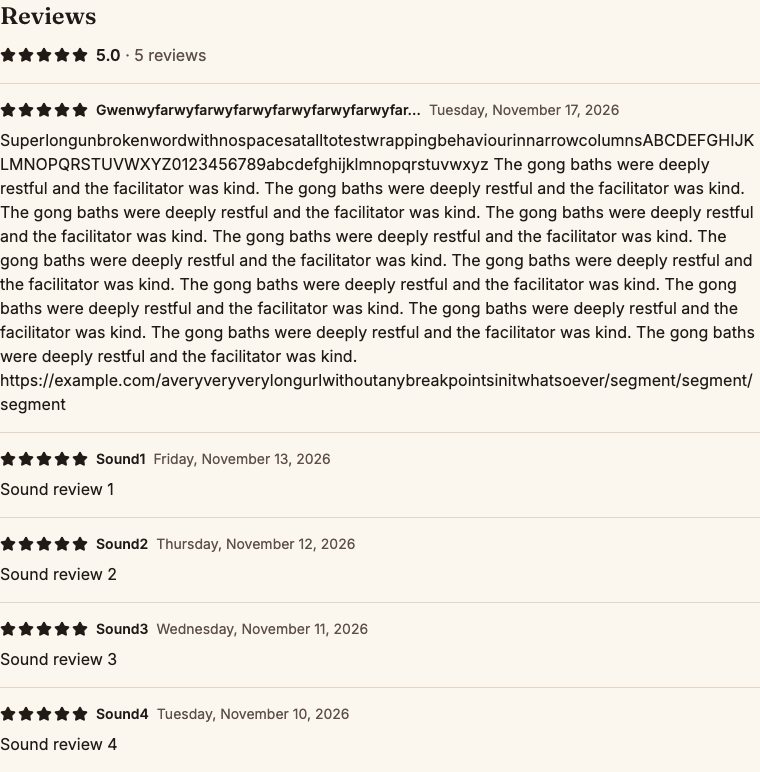 Reviews
5.0 · 5 reviews
Gwenwyfarwyfarwyfarwyfarwyfarwyfarwyfar... Tuesday, November 17, 2026
SuperlongunbrokenwordwithnospacesatalltotestwrappingbehaviourinnarrowcolumnsABCDEFGHIJK
LMNOPQRSTUVWXYZ0123456789abcdefghijklmnopqrstuvwxyz The gong baths were deeply
restful and the facilitator was kind. The gong baths were deeply restful and the facilitator was kind.
The gong baths were deeply restful and the facilitator was kind. The gong baths were deeply restful
and the facilitator was kind. The gong baths were deeply restful and the facilitator was kind. The
gong baths were deeply restful and the facilitator was kind. The gong baths were deeply restful and
the facilitator was kind. The gong baths were deeply restful and the facilitator was kind. The gong
baths were deeply restful and the facilitator was kind. The gong baths were deeply restful and the
facilitator was kind. The gong baths were deeply restful and the facilitator was kind. The gong baths
were deeply restful and the facilitator was kind.
https://example.com/averyveryverylongurlwithoutanybreakpointsinitwhatsoever/segment/segment/
segment
Sound1 Friday, November 13, 2026
Sound review 1
Sound2 Thursday, November 12, 2026
Sound review 2
Sound3 Wednesday, November 11, 2026
Sound review 3
Sound4 Tuesday, November 10, 2026
Sound review 4